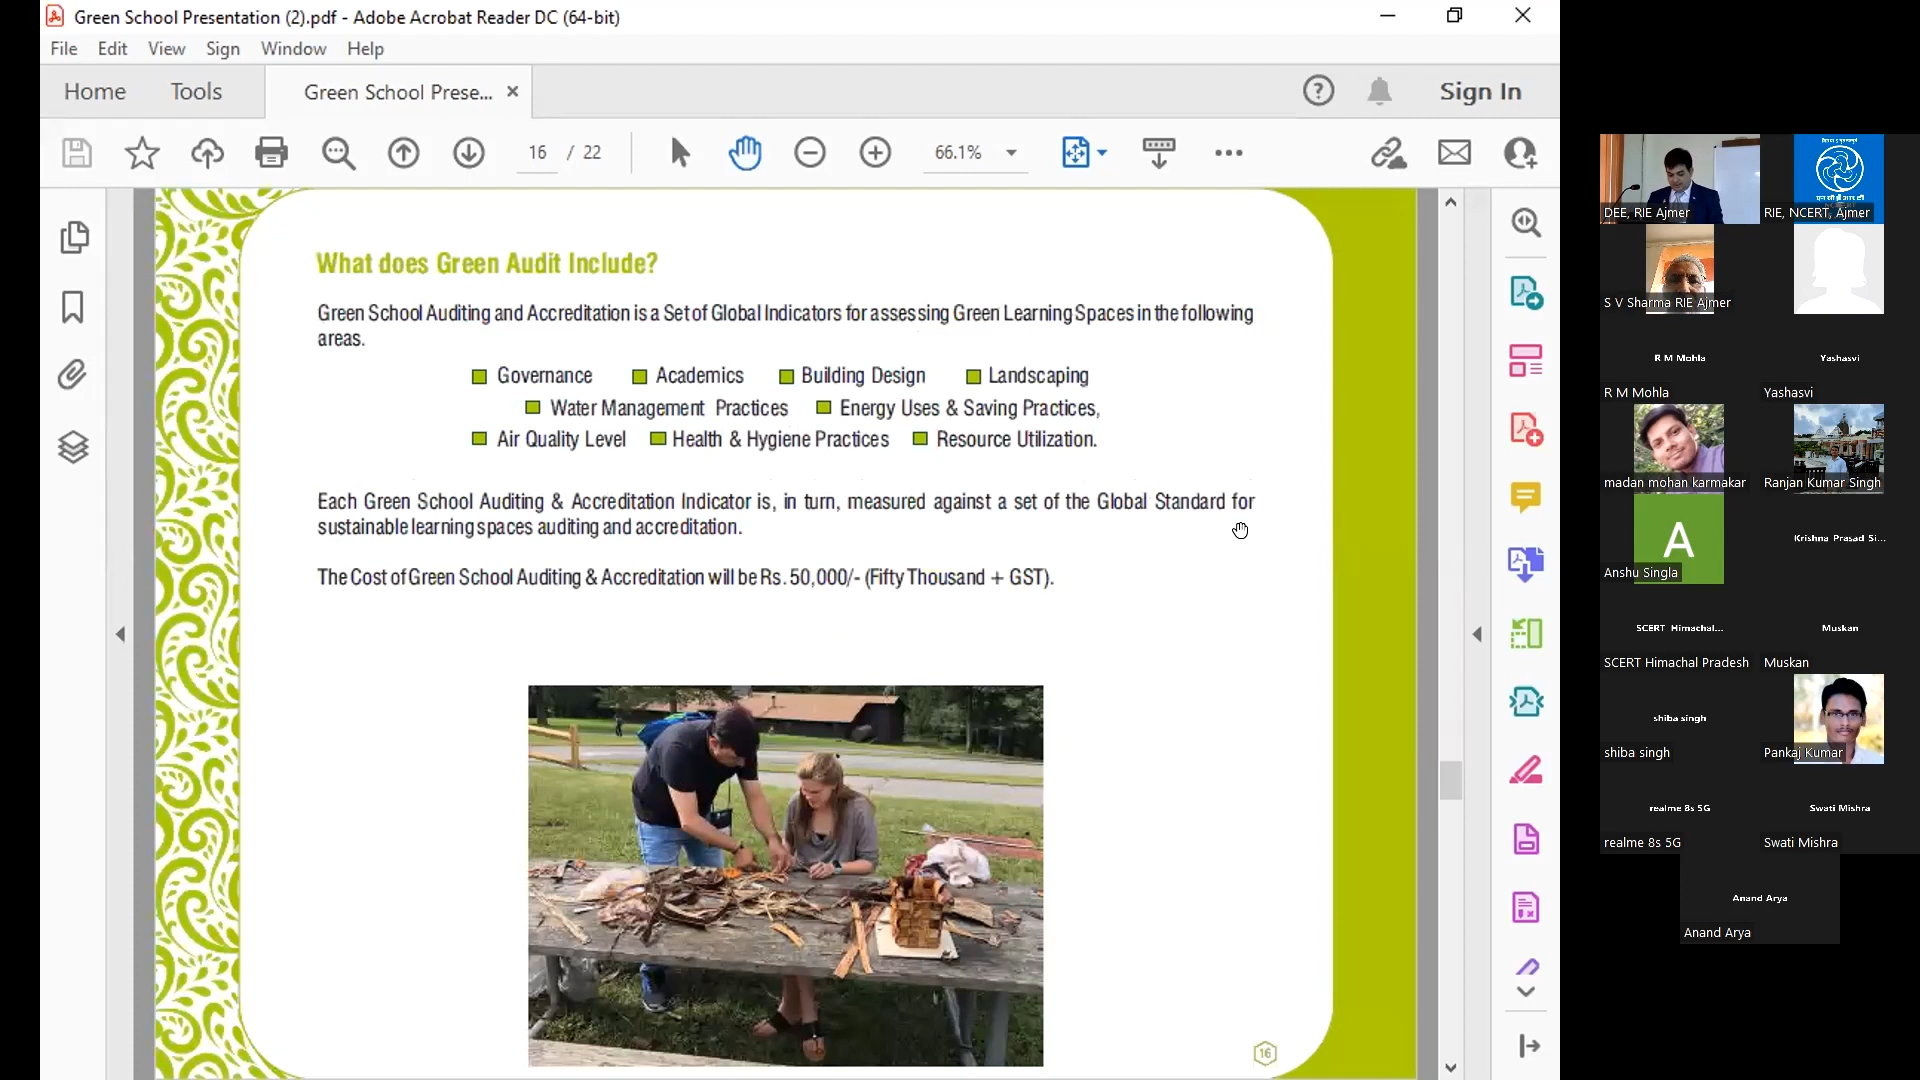 Green School Presentation (2).pdf - Adobe Acrobat Reader DC (64-bit)
File Edit View Sign Window Help
Home Tools Green School Prese... × Sign In
16 / 22 66.1%
What does Green Audit Include?
Green School Auditing and Accreditation is a Set of Global Indicators for assessing Green Learning Spaces in the following
areas.
Governance Academics Building Design Landscaping
Water Management Practices Energy Uses & Saving Practices,
Air Quality Level Health & Hygiene Practices Resource Utilization.
Each Green School Auditing & Accreditation Indicator is, in turn, measured against a set of the Global Standard for
sustainable learning spaces auditing and accreditation.
The Cost of Green School Auditing & Accreditation will be Rs. 50,000/- (Fifty Thousand + GST).
16
DEE, RIE Ajmer
RIE, NCERT, Ajmer
S V Sharma RIE Ajmer
R M Mohla
Yashasvi
R M Mohla
Yashasvi
madan mohan karmakar
Ranjan Kumar Singh
A
Anshu Singla
Krishna Prasad Si...
SCERT Himachal...
Muskan
SCERT Himachal Pradesh
Muskan
shiba singh
shiba singh
Pankaj Kumar
realme 8s 5G
Swati Mishra
realme 8s 5G
Swati Mishra
Anand Arya
Anand Arya